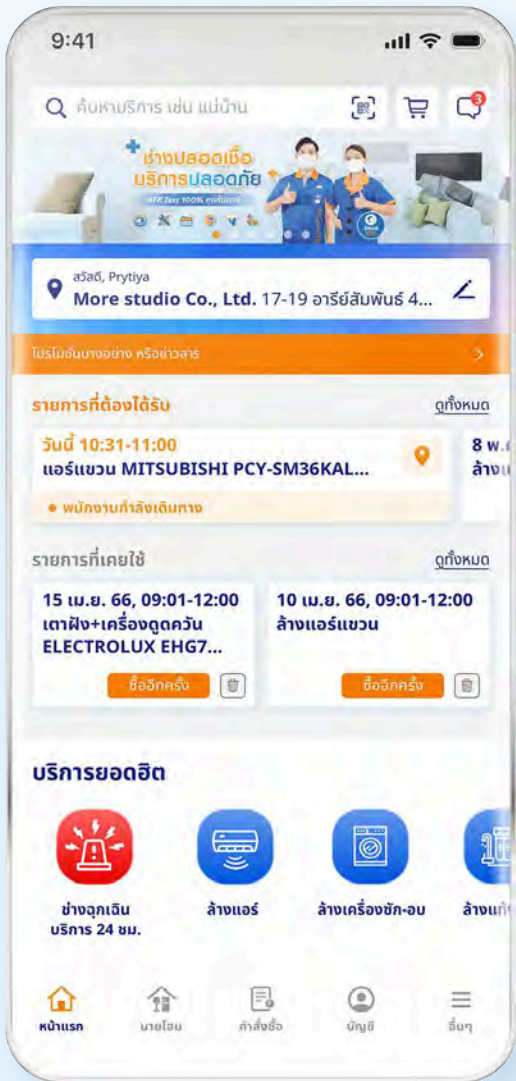 9:41
ค้นหาบริการ เช่น แม่บ้าน
3
ช่างปลอดเชื้อ
บริการปลอดภัย
ATK Test 100%
สวัสดี, Prytiya
More studio Co., Ltd. 17-19 อารีย์สัมพันธ์ 4...
โปรโมชั่นบางอย่าง หรือข่าวสาร
รายการที่ต้องได้รับ ดูทั้งหมด
วันนี้ 10:31-11:00
แอร์แขวน MITSUBISHI PCY-SM36KAL...
พนักงานกำลังเดินทาง
8 พ.
ล้าง
รายการที่เคยใช้ ดูทั้งหมด
15 เม.ย. 66, 09:01-12:00
เตาฝัง+เครื่องดูดควัน
ELECTROLUX EHG7...
ซื้ออีกครั้ง
10 เม.ย. 66, 09:01-12:00
ล้างแอร์แขวน
ซื้ออีกครั้ง
บริการยอดฮิต
ช่างฉุกเฉิน
บริการ 24 ชม.
ล้างแอร์
ล้างเครื่องซัก-อบ
หน้าแรก
นายโฮม
คำสั่งซื้อ
บัญชี
อื่นๆ